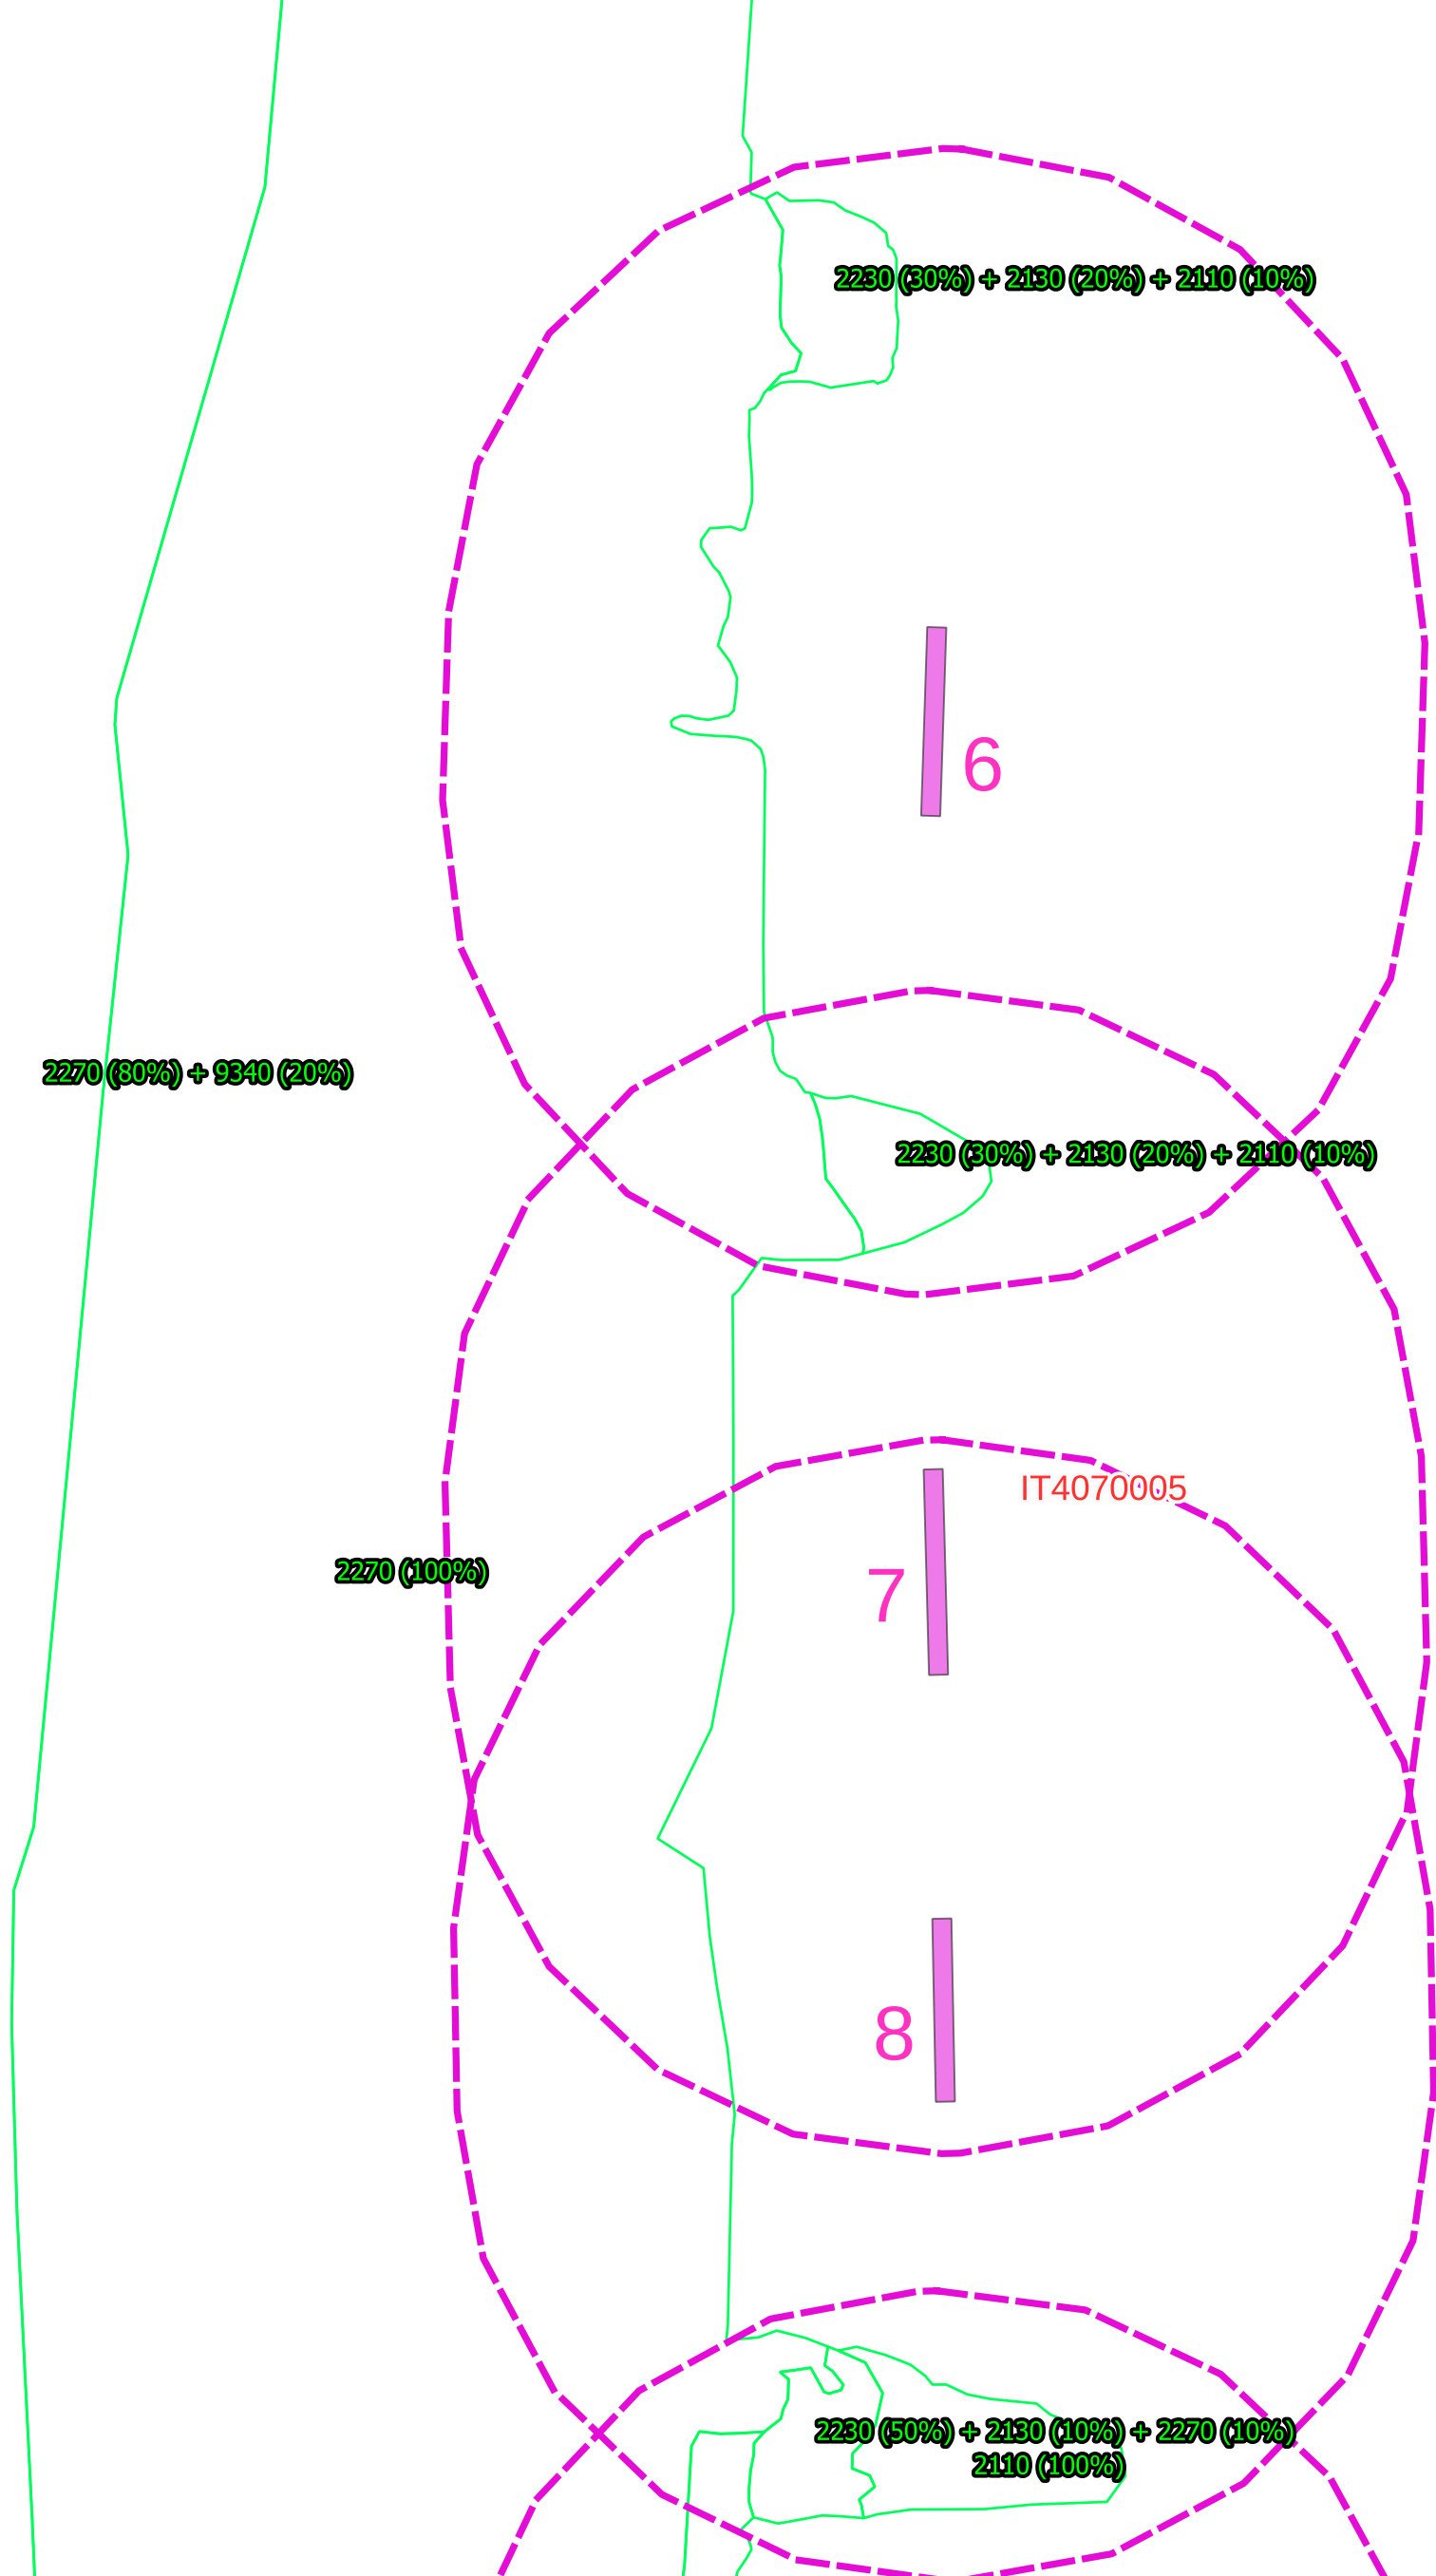 2230 (30%) + 2130 (20%) + 2110 (10%)
6
2270 (80%) + 9340 (20%)
2230 (30%) + 2130 (20%) + 2110 (10%)
IT4070005
2270 (100%)
7
8
2230 (50%) + 2130 (10%) + 2270 (10%)
2110 (100%)